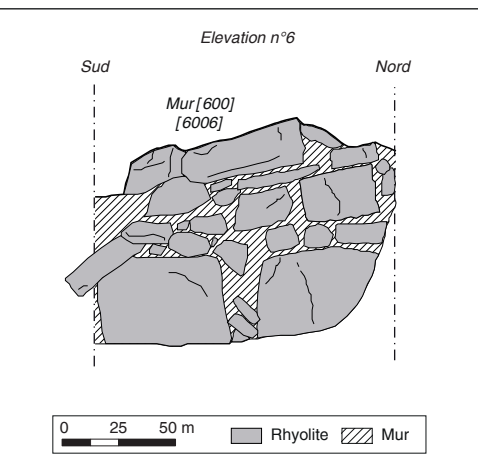 Elevation n°6
Sud
Nord
Mur [600]
[6006]
0 25 50 m
Rhyolite
Mur